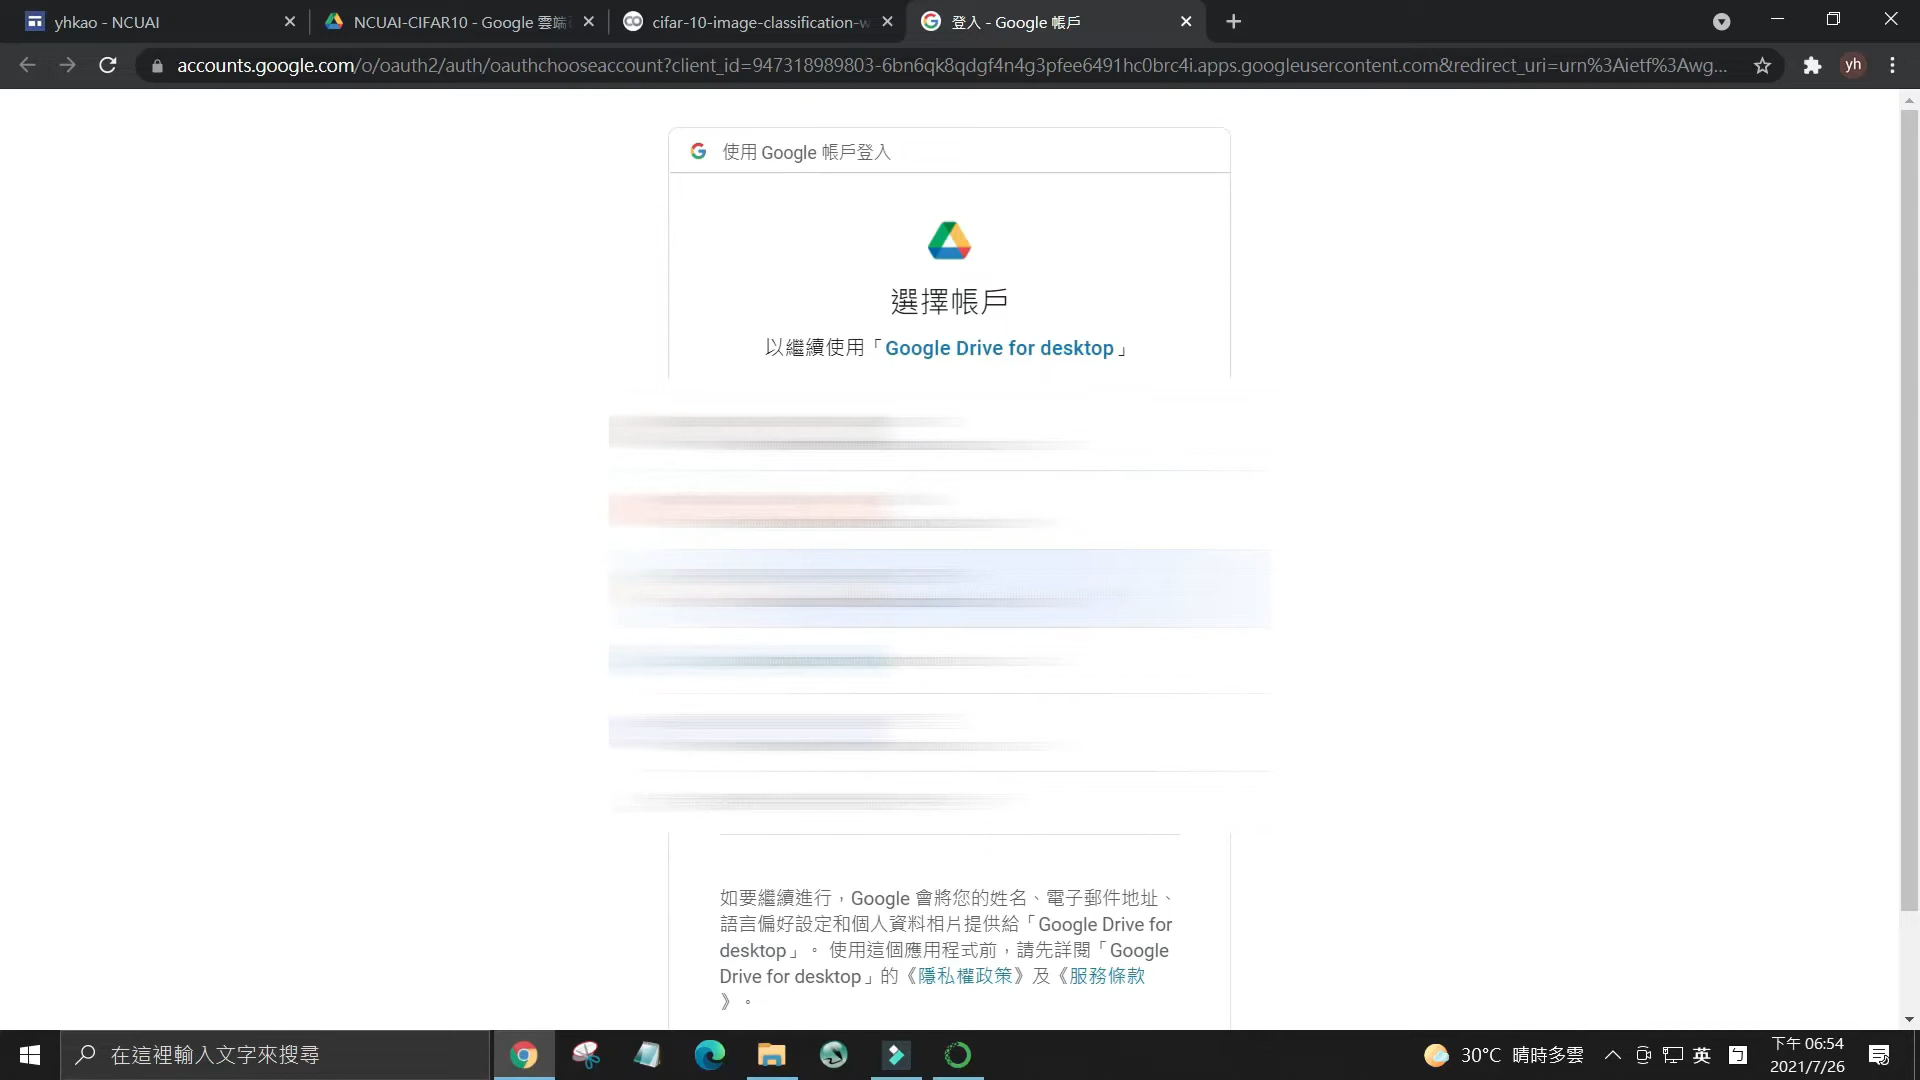 yhkao - NCUAI
NCUAI-CIFAR10 - Google 雲端
cifar-10-image-classification-w
登入 - Google 帳戶
accounts.google.com/o/oauth2/auth/oauthchooseaccount?client_id=947318989803-6bn6qk8qdgf4n4g3pfee6491hc0brc4i.apps.googleusercontent.com&redirect_uri=urn%3Aietf%3Awg...
yh
使用 Google 帳戶登入
選擇帳戶
以繼續使用「Google Drive for desktop」
如要繼續進行，Google 會將您的姓名、電子郵件地址、
語言偏好設定和個人資料相片提供給「Google Drive for
desktop」。 使用這個應用程式前，請先詳閱「Google
Drive for desktop」的《隱私權政策》及《服務條款
》。
在這裡輸入文字來搜尋
30°C 晴時多雲
英
下午 06:54
2021/7/26